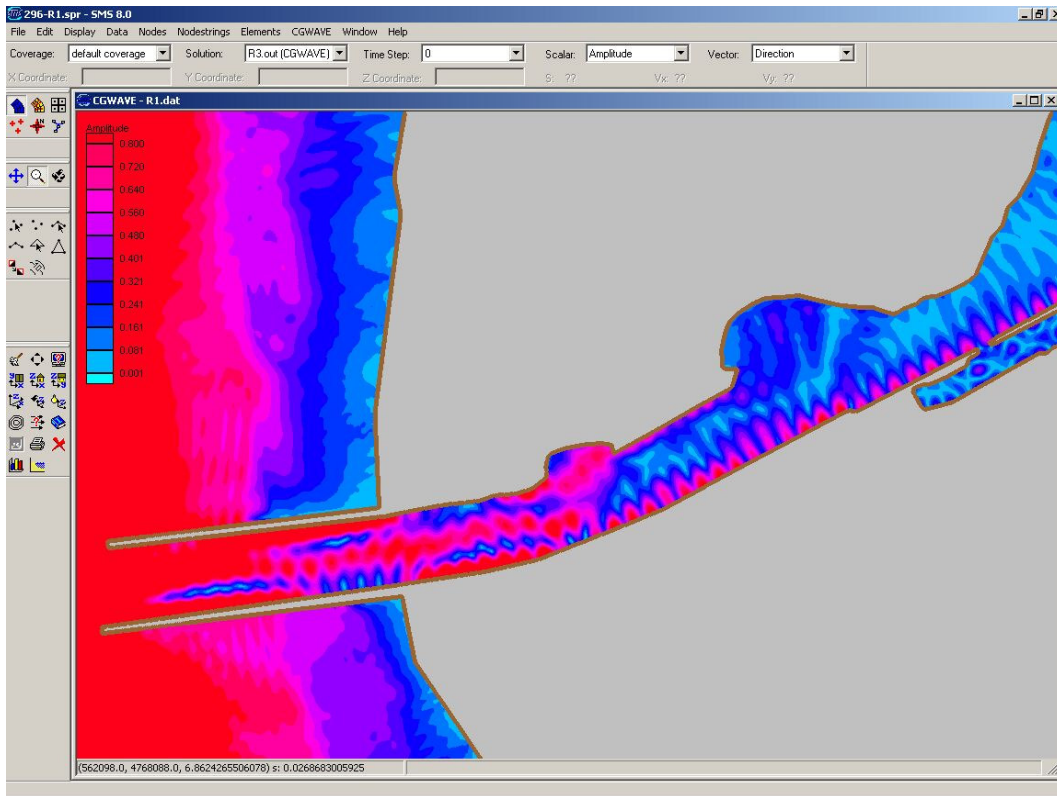 296-R1.spr - SMS 8.0
File Edit Display Data Nodes Nodestrings Elements CGWAVE Window Help
Coverage: default coverage Solution: R3.out (CGWAVE) Time Step: 0 Scalar: Amplitude Vector: Direction
X Coordinate: Y Coordinate: Z Coordinate: S: ?? Vx: ?? Vy: ??
CGWAVE - R1.dat
Amplitude
0.800
0.720
0.640
0.560
0.480
0.401
0.321
0.241
0.161
0.081
0.001
(562098.0, 4768088.0, 6.8624265506078) s: 0.0268683005925